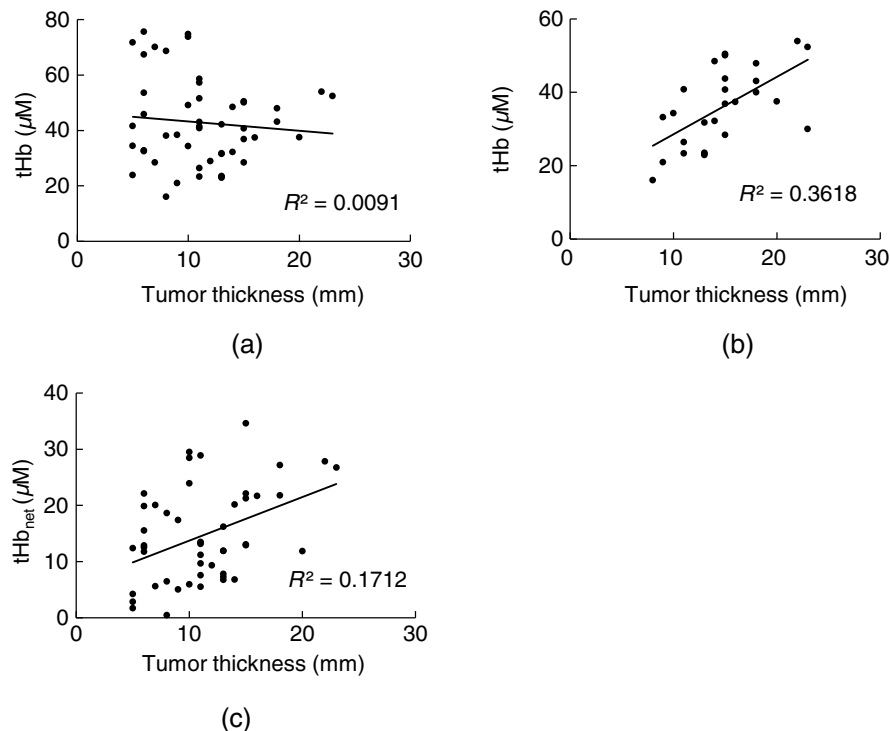 80
60
40
20
0
tHb (μM)
R² = 0.0091
0
10
20
30
Tumor thickness (mm)
(a)
60
40
20
0
tHb (μM)
R² = 0.3618
0
10
20
30
Tumor thickness (mm)
(b)
40
30
20
10
0
tHbnet (μM)
R² = 0.1712
0
10
20
30
Tumor thickness (mm)
(c)